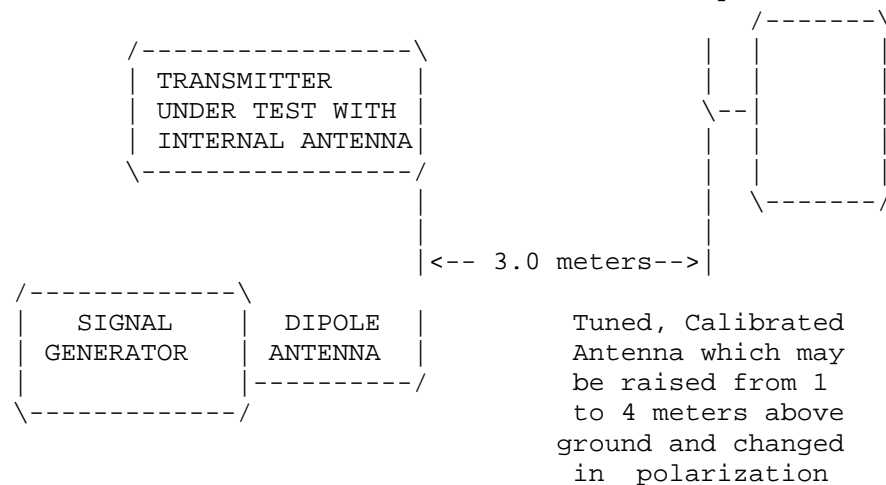 TRANSMITTER
UNDER TEST WITH
INTERNAL ANTENNA
<-- 3.0 meters-->
SIGNAL
GENERATOR
DIPOLE
ANTENNA
Tuned, Calibrated
Antenna which may
be raised from 1
to 4 meters above
ground and changed
in polarization